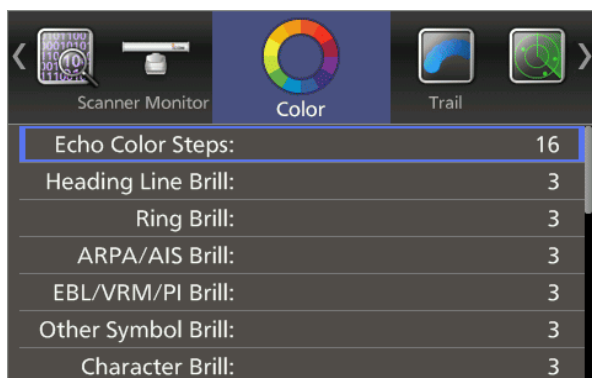 Scanner Monitor
Color
Trail
Echo Color Steps: 16
Heading Line Brill: 3
Ring Brill: 3
ARPA/AIS Brill: 3
EBL/VRM/PI Brill: 3
Other Symbol Brill: 3
Character Brill: 3